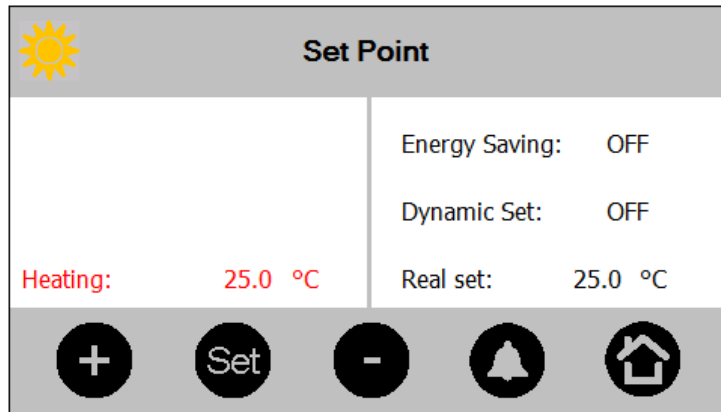 Set Point
Energy Saving: OFF
Dynamic Set: OFF
Heating: 25.0 °C
Real set: 25.0 °C
+
Set
-